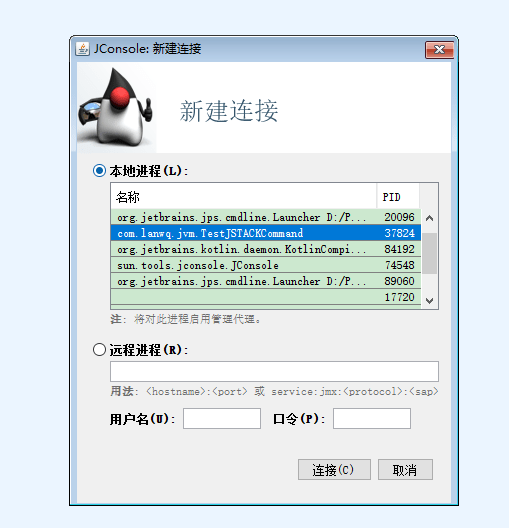 JConsole: 新建连接
新建连接
本地进程(L):
名称 PID
org.jetbrains.jps.cmdline.Launcher D:/P... 20096
com.lanwq.jvm.TestJSTACKCommand 37824
org.jetbrains.kotlin.daemon.KotlinCompi... 84192
sun.tools.jconsole.JConsole 74548
org.jetbrains.jps.cmdline.Launcher D:/P... 89060
17720
注: 将对此进程启用管理代理。
远程进程(R):
用法: <hostname>:<port> 或 service:jmx:<protocol>:<sap>
用户名(U): 口令(P):
连接(C) 取消